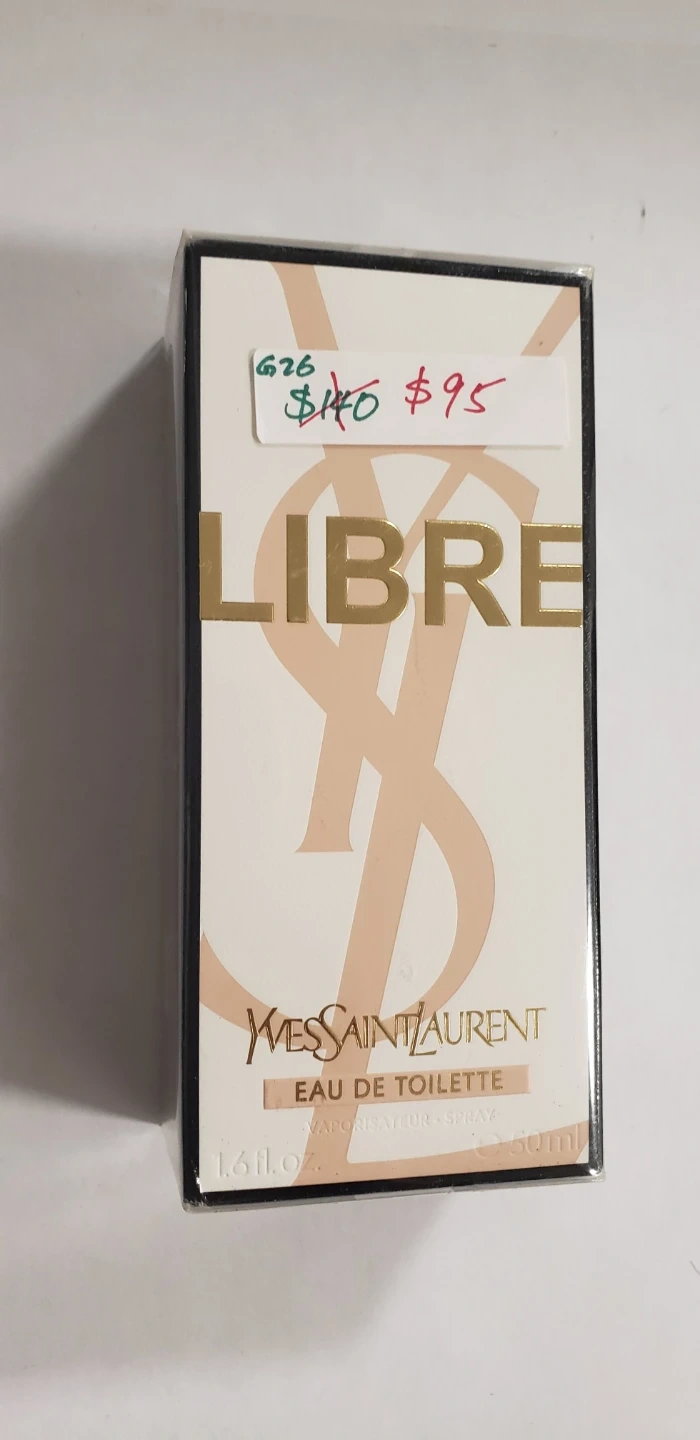 G26
$140 $95
LIBRE
YVESSAINTLAURENT
EAU DE TOILETTE
·VAPORISATEUR - SPRAY·
1.6 fl. oz. ℮ 50 ml